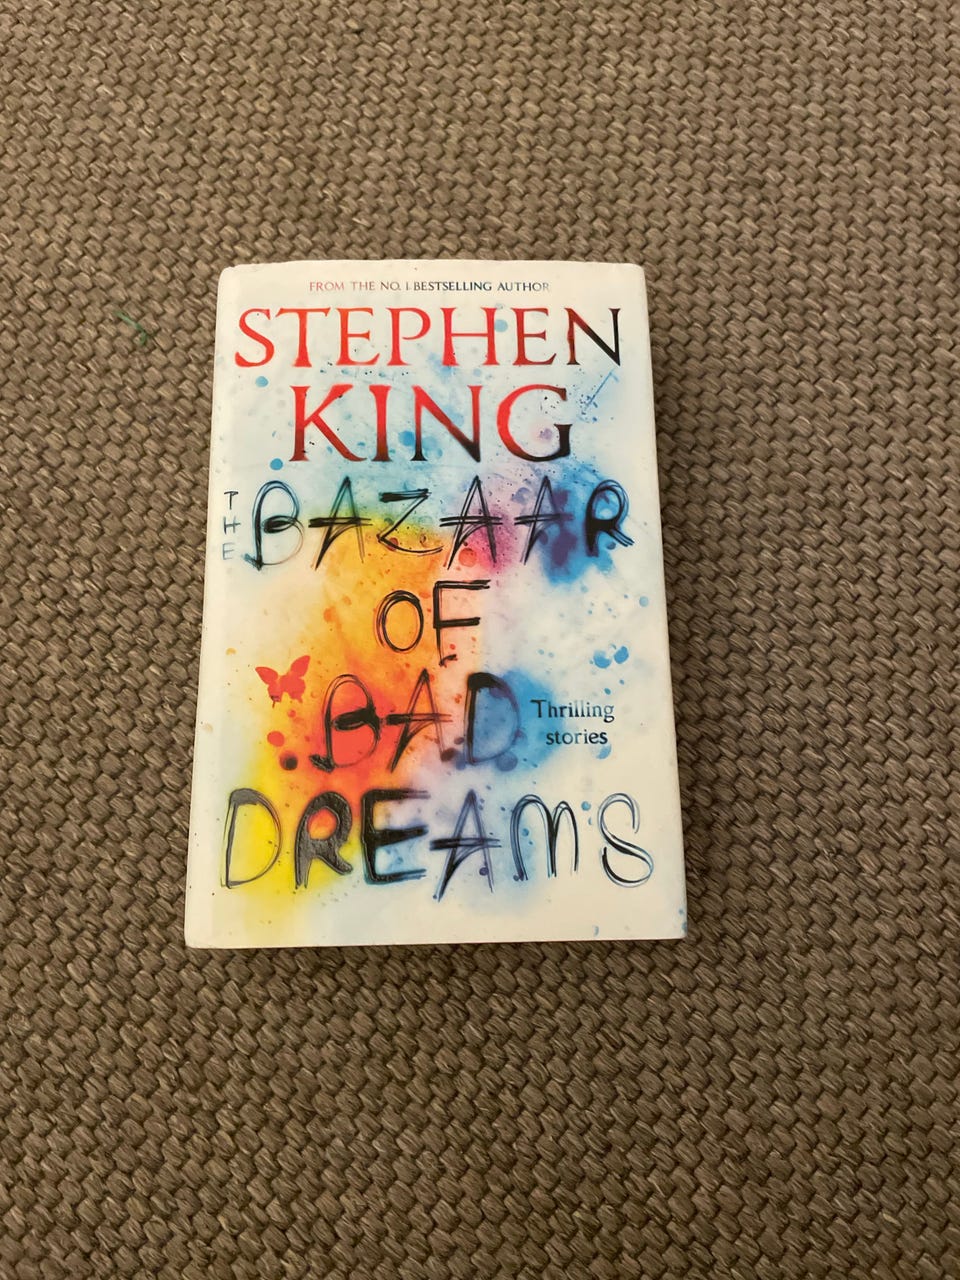 FROM THE NO. 1 BESTSELLING AUTHOR
STEPHEN
KING
THE BAZAAR
OF
BAD
Thrilling
stories
DREAMS